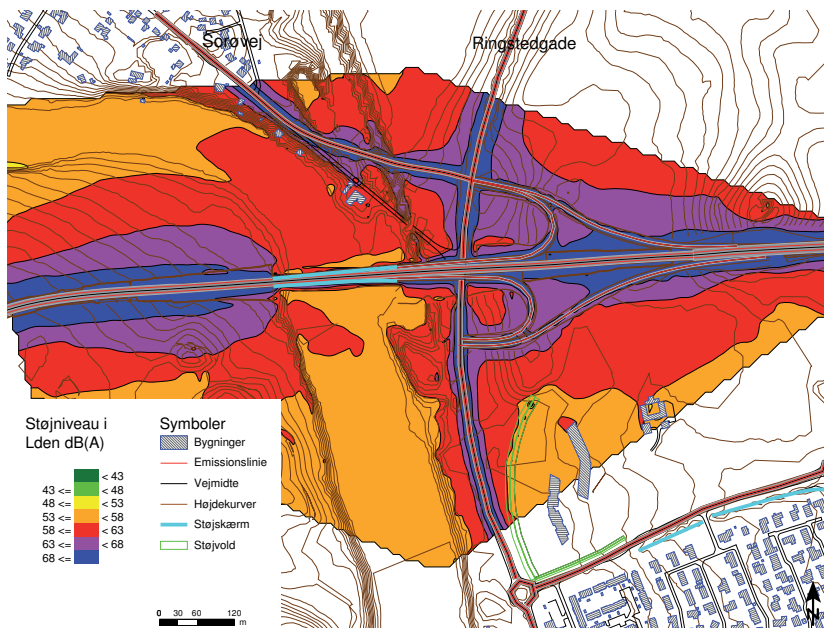 Sorøvej
Ringstedgade
Støjniveau i
Lden dB(A)
< 43
43 <= < 48
48 <= < 53
53 <= < 58
58 <= < 63
63 <= < 68
68 <=
Symboler
Bygninger
Emissionslinie
Vejmidte
Højdekurver
Støjskærm
Støjvold
0 30 60 120
m
N